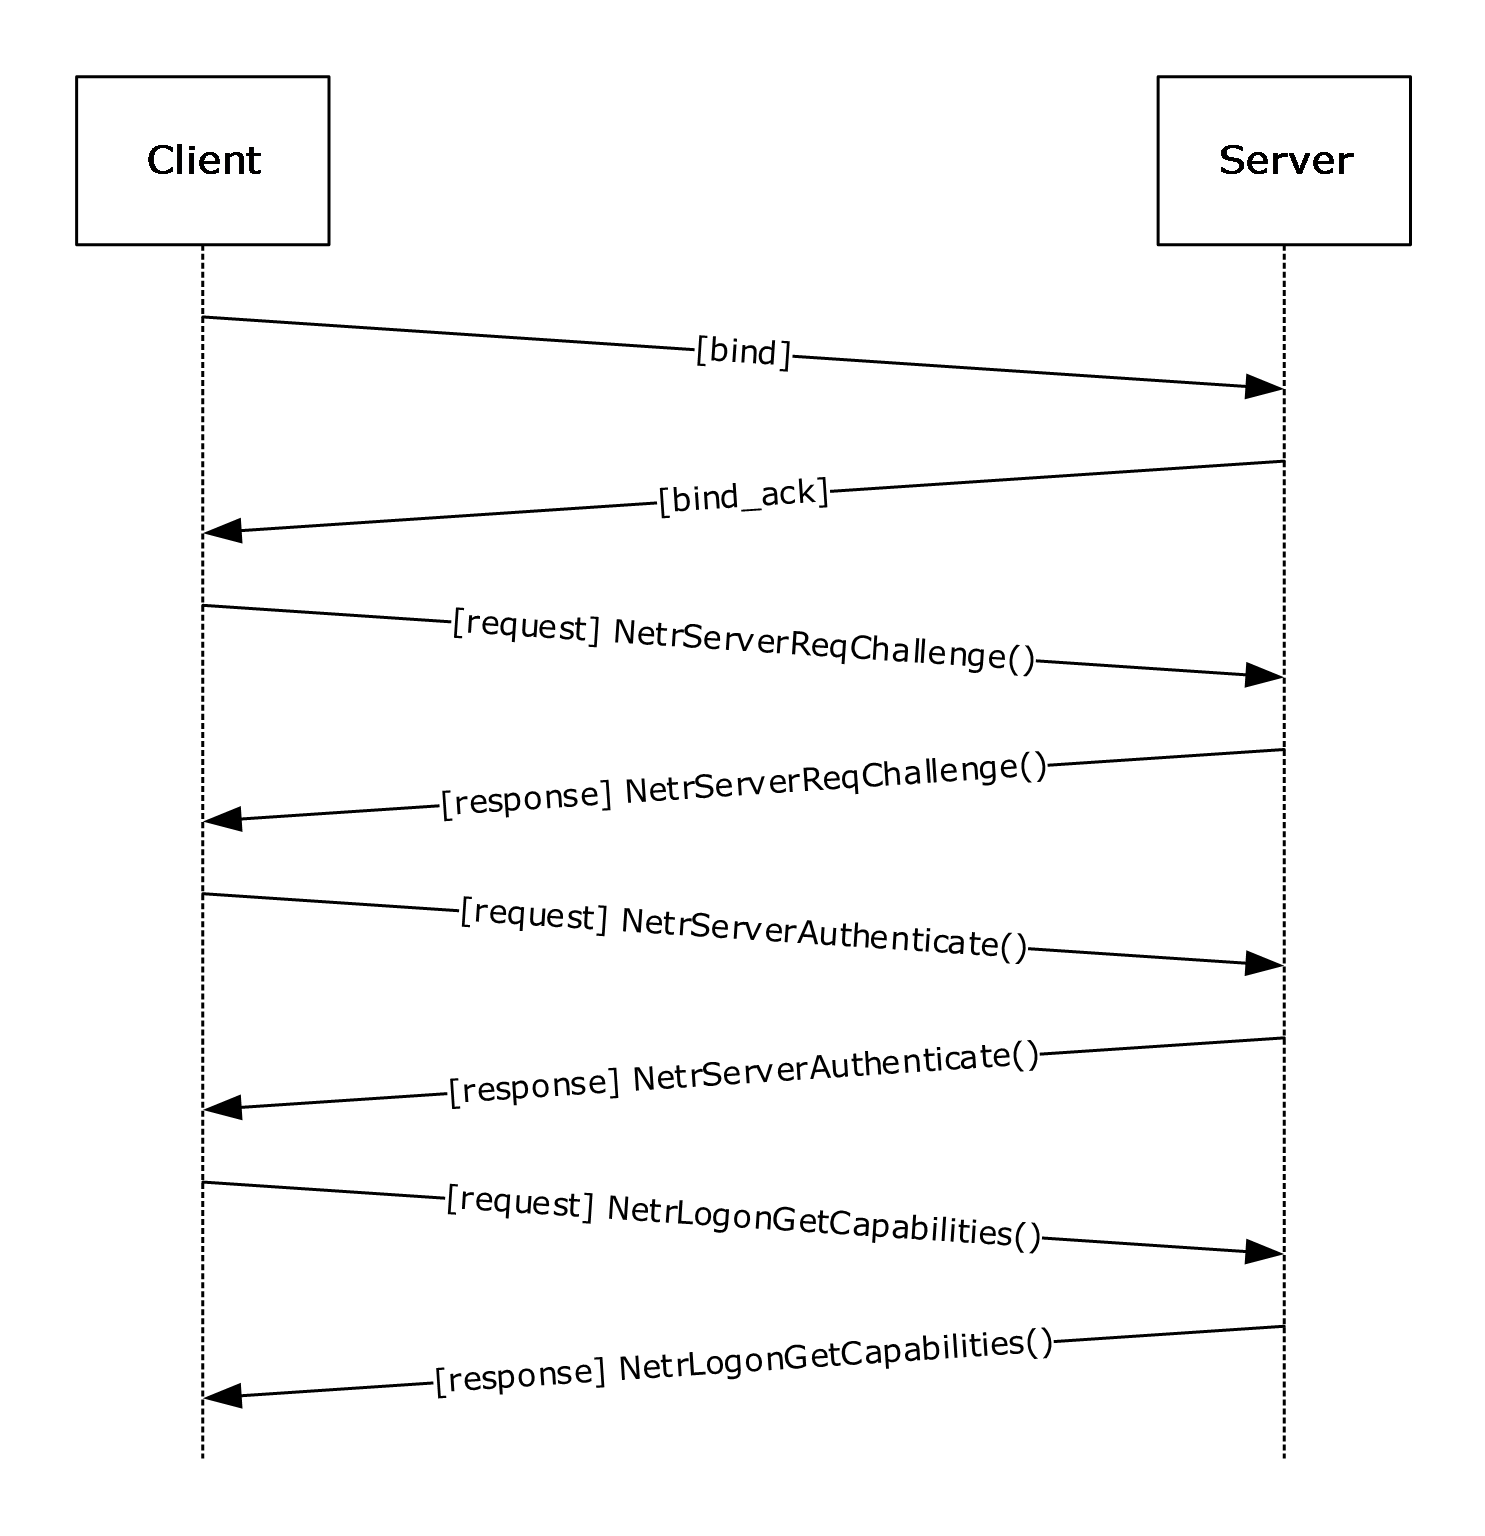 Client
Server
[bind]
[bind_ack]
[request] NetrServerReqChallenge()
[response] NetrServerReqChallenge()
[request] NetrServerAuthenticate()
[response] NetrServerAuthenticate()
[request] NetrLogonGetCapabilities()
[response] NetrLogonGetCapabilities()